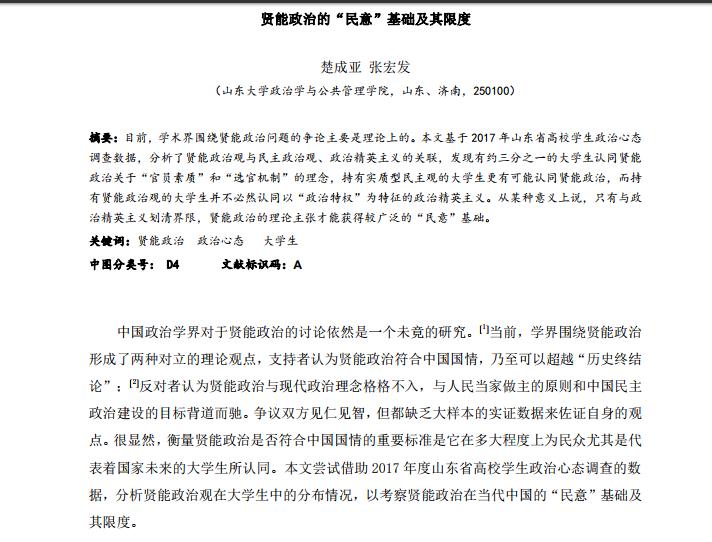 贤能政治的“民意”基础及其限度
楚成亚 张宏发
（山东大学政治学与公共管理学院，山东、济南，250100）
摘要：目前，学术界围绕贤能政治问题的争论主要是理论上的。本文基于 2017 年山东省高校学生政治心态
调查数据，分析了贤能政治观与民主政治观、政治精英主义的关联，发现有约三分之一的大学生认同贤能
政治关于“官员素质”和“选官机制”的理念，持有实质型民主观的大学生更有可能认同贤能政治，而持
有贤能政治观的大学生并不必然认同以“政治特权”为特征的政治精英主义。从某种意义上说，只有与政
治精英主义划清界限，贤能政治的理论主张才能获得较广泛的“民意”基础。
关键词：贤能政治 政治心态 大学生
中图分类号： D4 文献标识码：A
中国政治学界对于贤能政治的讨论依然是一个未竟的研究。[1]当前，学界围绕贤能政治
形成了两种对立的理论观点，支持者认为贤能政治符合中国国情，乃至可以超越“历史终结
论”；[2]反对者认为贤能政治与现代政治理念格格不入，与人民当家做主的原则和中国民主
政治建设的目标背道而驰。争议双方见仁见智，但都缺乏大样本的实证数据来佐证自身的观
点。很显然，衡量贤能政治是否符合中国国情的重要标准是它在多大程度上为民众尤其是代
表着国家未来的大学生所认同。本文尝试借助 2017 年度山东省高校学生政治心态调查的数
据，分析贤能政治观在大学生中的分布情况，以考察贤能政治在当代中国的“民意”基础及
其限度。